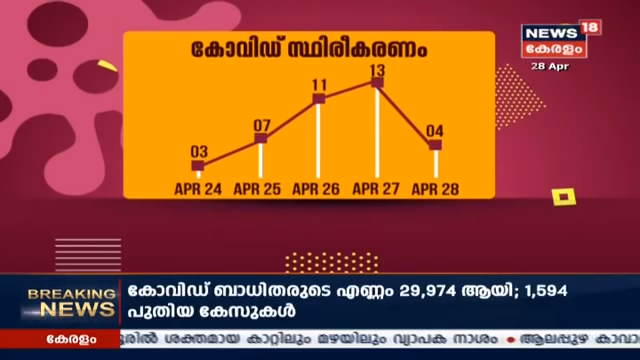 കോവിഡ് സ്ഥിരീകരണം
NEWS 18
കേരളം
28 Apr
03
07
11
13
04
APR 24 APR 25 APR 26 APR 27 APR 28
BREAKING NEWS
കോവിഡ് ബാധിതരുടെ എണ്ണം 29,974 ആയി; 1,594
പുതിയ കേസുകൾ
കേരളം
ശക്തമായ കാറ്റിലും മഴയിലും വ്യാപക നാശം • ആലപ്പുഴ